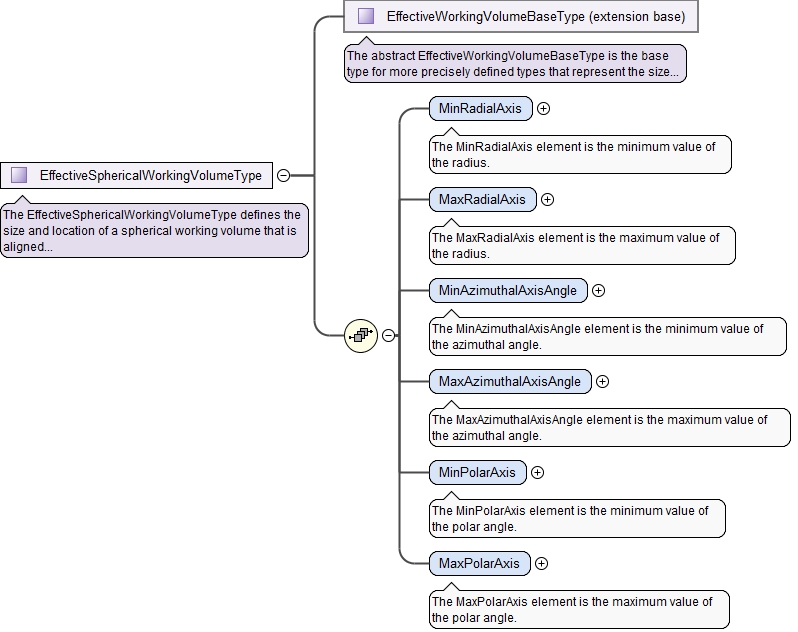 EffectiveWorkingVolumeBaseType (extension base)
The abstract EffectiveWorkingVolumeBaseType is the base
type for more precisely defined types that represent the size...
EffectiveSphericalWorkingVolumeType
The EffectiveSphericalWorkingVolumeType defines the
size and location of a spherical working volume that is
aligned...
MinRadialAxis
The MinRadialAxis element is the minimum value of
the radius.
MaxRadialAxis
The MaxRadialAxis element is the maximum value of
the radius.
MinAzimuthalAxisAngle
The MinAzimuthalAxisAngle element is the minimum value of
the azimuthal angle.
MaxAzimuthalAxisAngle
The MaxAzimuthalAxisAngle element is the maximum value of
the azimuthal angle.
MinPolarAxis
The MinPolarAxis element is the minimum value of
the polar angle.
MaxPolarAxis
The MaxPolarAxis element is the maximum value of
the polar angle.